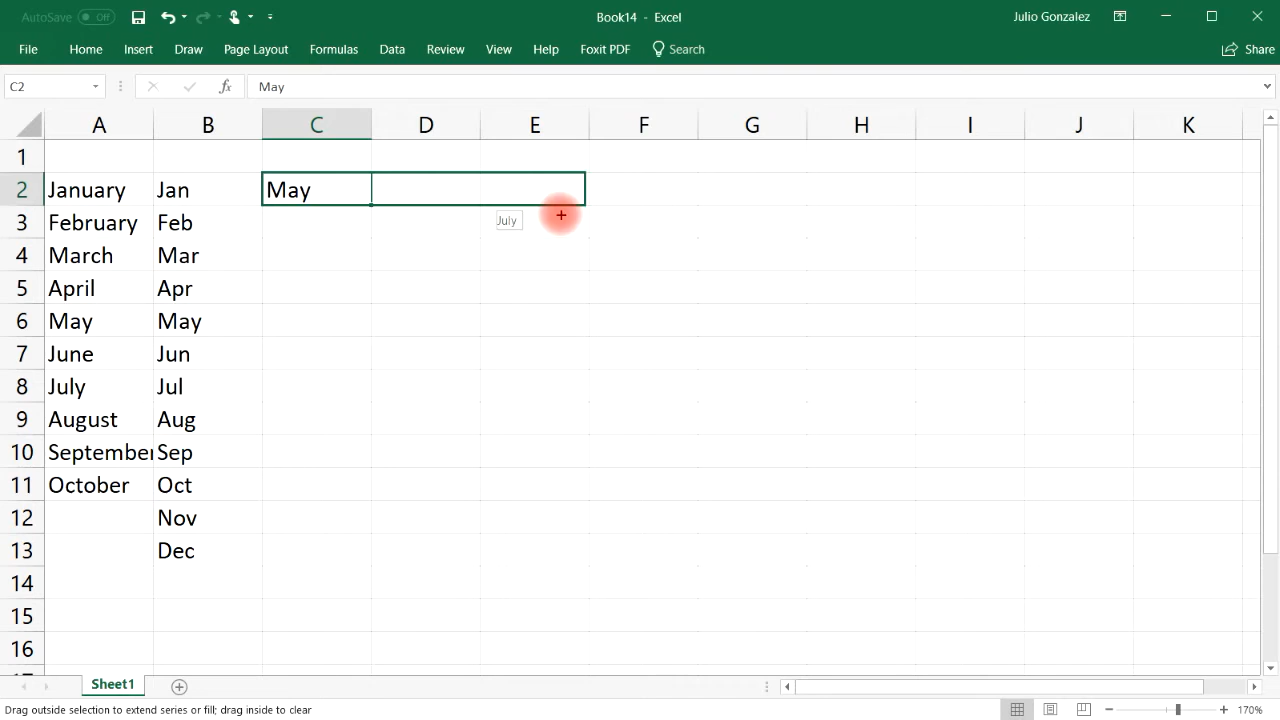 AutoSave Off Book14 - Excel Julio Gonzalez
File Home Insert Draw Page Layout Formulas Data Review View Help Foxit PDF Search Share
C2 fx May
A B C D E F G H I J K
1
2 January Jan May
3 February Feb July
4 March Mar
5 April Apr
6 May May
7 June Jun
8 July Jul
9 August Aug
10 September Sep
11 October Oct
12 Nov
13 Dec
14
15
16
Sheet1
Drag outside selection to extend series or fill; drag inside to clear 170%